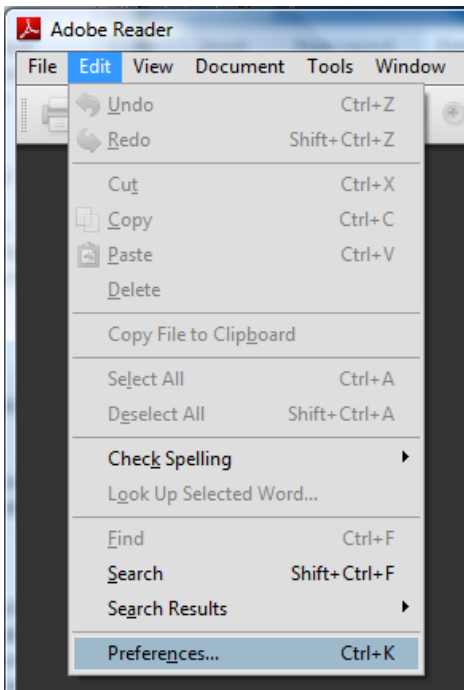 Adobe Reader
File Edit View Document Tools Window
Undo Ctrl+Z
Redo Shift+Ctrl+Z
Cut Ctrl+X
Copy Ctrl+C
Paste Ctrl+V
Delete
Copy File to Clipboard
Select All Ctrl+A
Deselect All Shift+Ctrl+A
Check Spelling
Look Up Selected Word...
Find Ctrl+F
Search Shift+Ctrl+F
Search Results
Preferences... Ctrl+K